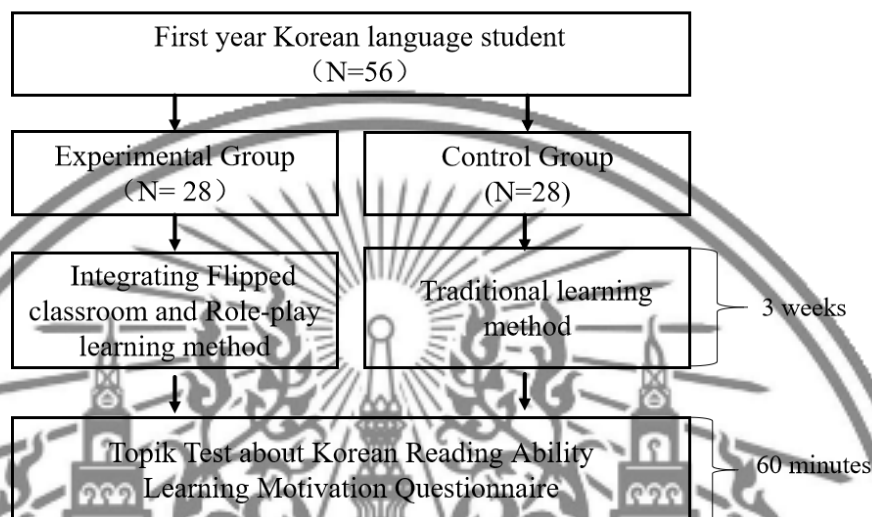 First year Korean language student
（N=56）
Experimental Group
（N= 28）
Control Group
(N=28)
Integrating Flipped
classroom and Role-play
learning method
Traditional learning
method
3 weeks
Topik Test about Korean Reading Ability
Learning Motivation Questionnaire
60 minutes